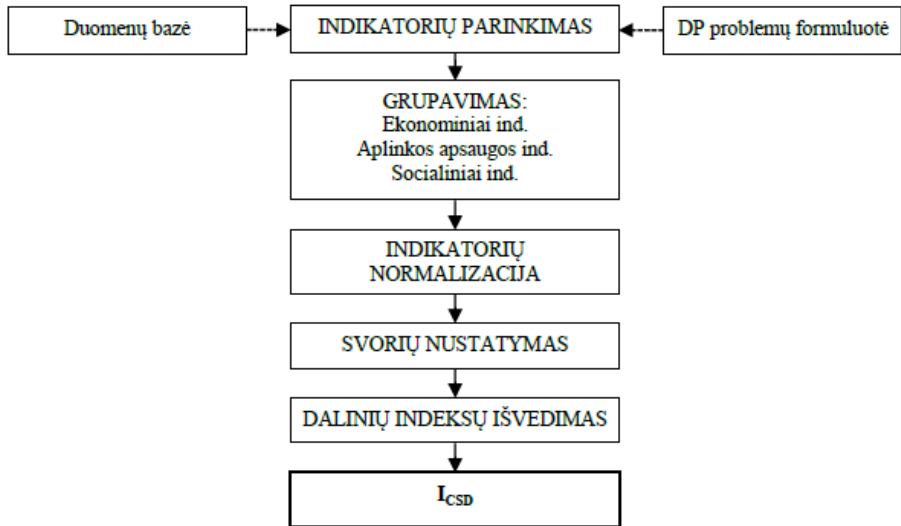 Duomenų bazė
INDIKATORIŲ PARINKIMAS
DP problemų formuluotė
GRUPAVIMAS:
Ekonominiai ind.
Aplinkos apsaugos ind.
Socialiniai ind.
INDIKATORIŲ
NORMALIZACIJA
SVORIŲ NUSTATYMAS
DALINIŲ INDEKSŲ IŠVEDIMAS
I_CSD